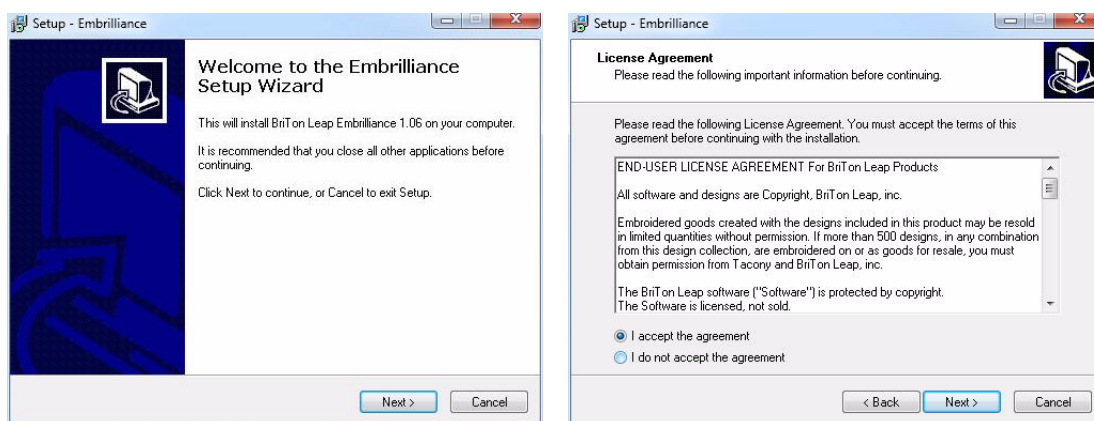 Setup - Embrilliance
Welcome to the Embrilliance
Setup Wizard
This will install BriTon Leap Embrilliance 1.06 on your computer.
It is recommended that you close all other applications before
continuing.
Click Next to continue, or Cancel to exit Setup.
Next >
Cancel
Setup - Embrilliance
License Agreement
Please read the following important information before continuing.
Please read the following License Agreement. You must accept the terms of this
agreement before continuing with the installation.
END-USER LICENSE AGREEMENT For BriTon Leap Products
All software and designs are Copyright, BriTon Leap, inc.
Embroidered goods created with the designs included in this product may be resold
in limited quantities without permission. If more than 500 designs, in any combination
from this design collection, are embroidered on or as goods for resale, you must
obtain permission from Tacony and BriTon Leap, inc.
The BriTon Leap software ("Software") is protected by copyright.
The Software is licensed, not sold.
I accept the agreement
I do not accept the agreement
< Back
Next >
Cancel